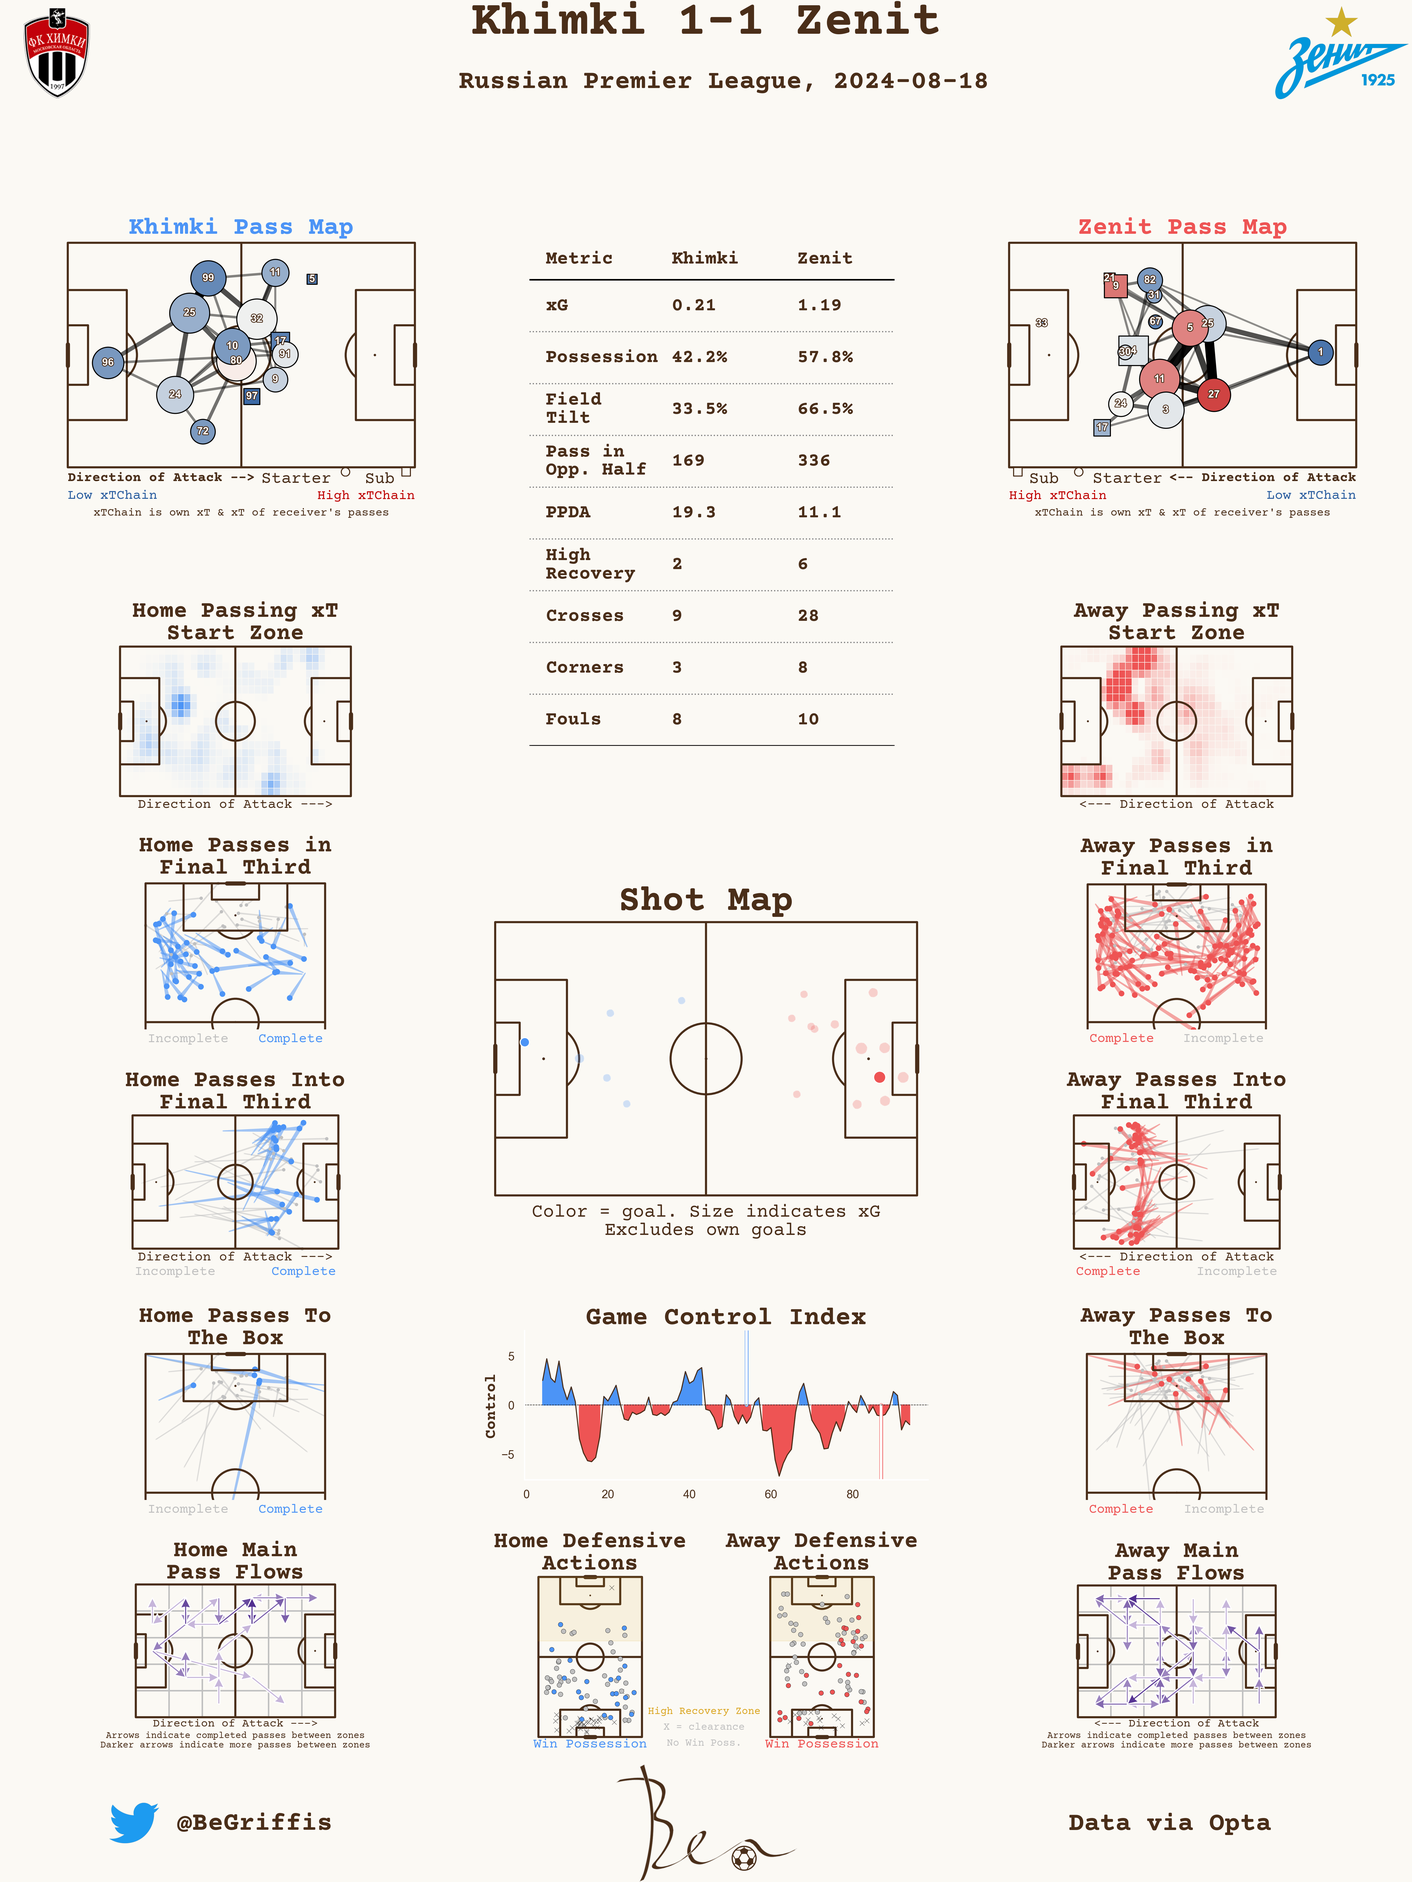 Khimki 1-1 Zenit
Russian Premier League, 2024-08-18
ФК ХИМКИ
МОСКОВСКАЯ ОБЛАСТЬ
1997
Зенит
1925
Khimki Pass Map
99
11
5
25
32
17
10
91
80
96
9
24
97
72
Direction of Attack --> Starter Sub
Low xTChain High xTChain
xTChain is own xT & xT of receiver's passes
Metric Khimki Zenit
xG 0.21 1.19
Possession 42.2% 57.8%
Field
Tilt 33.5% 66.5%
Pass in
Opp. Half 169 336
PPDA 19.3 11.1
High
Recovery 2 6
Crosses 9 28
Corners 3 8
Fouls 8 10
Zenit Pass Map
21
82
9
31
33
67
5
25
30
1
11
27
24
3
17
Sub Starter <-- Direction of Attack
High xTChain Low xTChain
xTChain is own xT & xT of receiver's passes
Home Passing xT
Start Zone
Direction of Attack --->
Away Passing xT
Start Zone
<--- Direction of Attack
Home Passes in
Final Third
Incomplete Complete
Away Passes in
Final Third
Complete Incomplete
Shot Map
Color = goal. Size indicates xG
Excludes own goals
Home Passes Into
Final Third
Direction of Attack --->
Incomplete Complete
Away Passes Into
Final Third
<--- Direction of Attack
Complete Incomplete
Home Passes To
The Box
Incomplete Complete
Game Control Index
Control
5
0
−5
0 20 40 60 80
Away Passes To
The Box
Complete Incomplete
Home Main
Pass Flows
Direction of Attack --->
Arrows indicate completed passes between zones
Darker arrows indicate more passes between zones
Home Defensive
Actions
Win Possession
Away Defensive
Actions
Win Possession
High Recovery Zone
X = clearance
No Win Poss.
Away Main
Pass Flows
<--- Direction of Attack
Arrows indicate completed passes between zones
Darker arrows indicate more passes between zones
@BeGriffis
Ben
Data via Opta